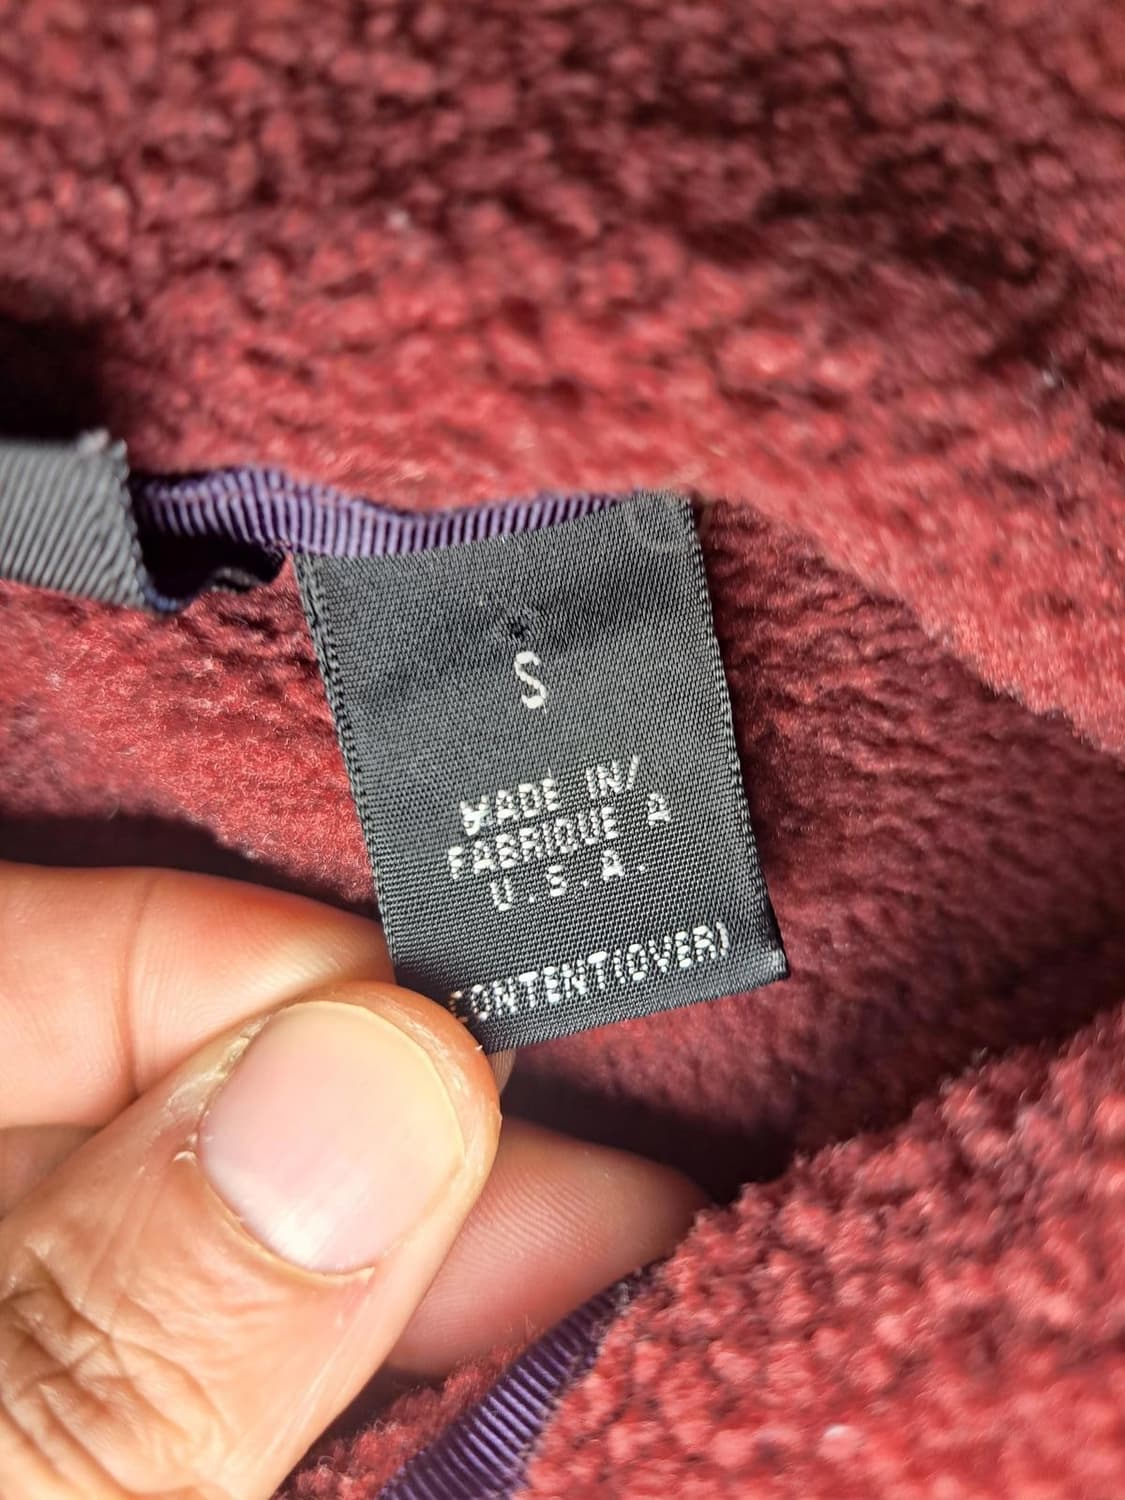 S
MADE IN/
FABRIQUE A
U.S.A.
CONTENT(OVER)